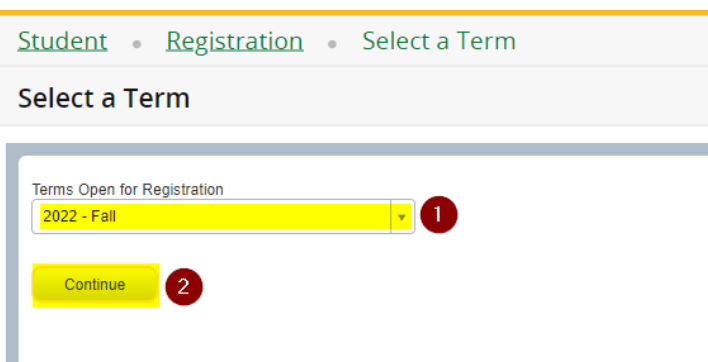 Student • Registration • Select a Term
Select a Term
Terms Open for Registration
2022 - Fall 1
Continue 2